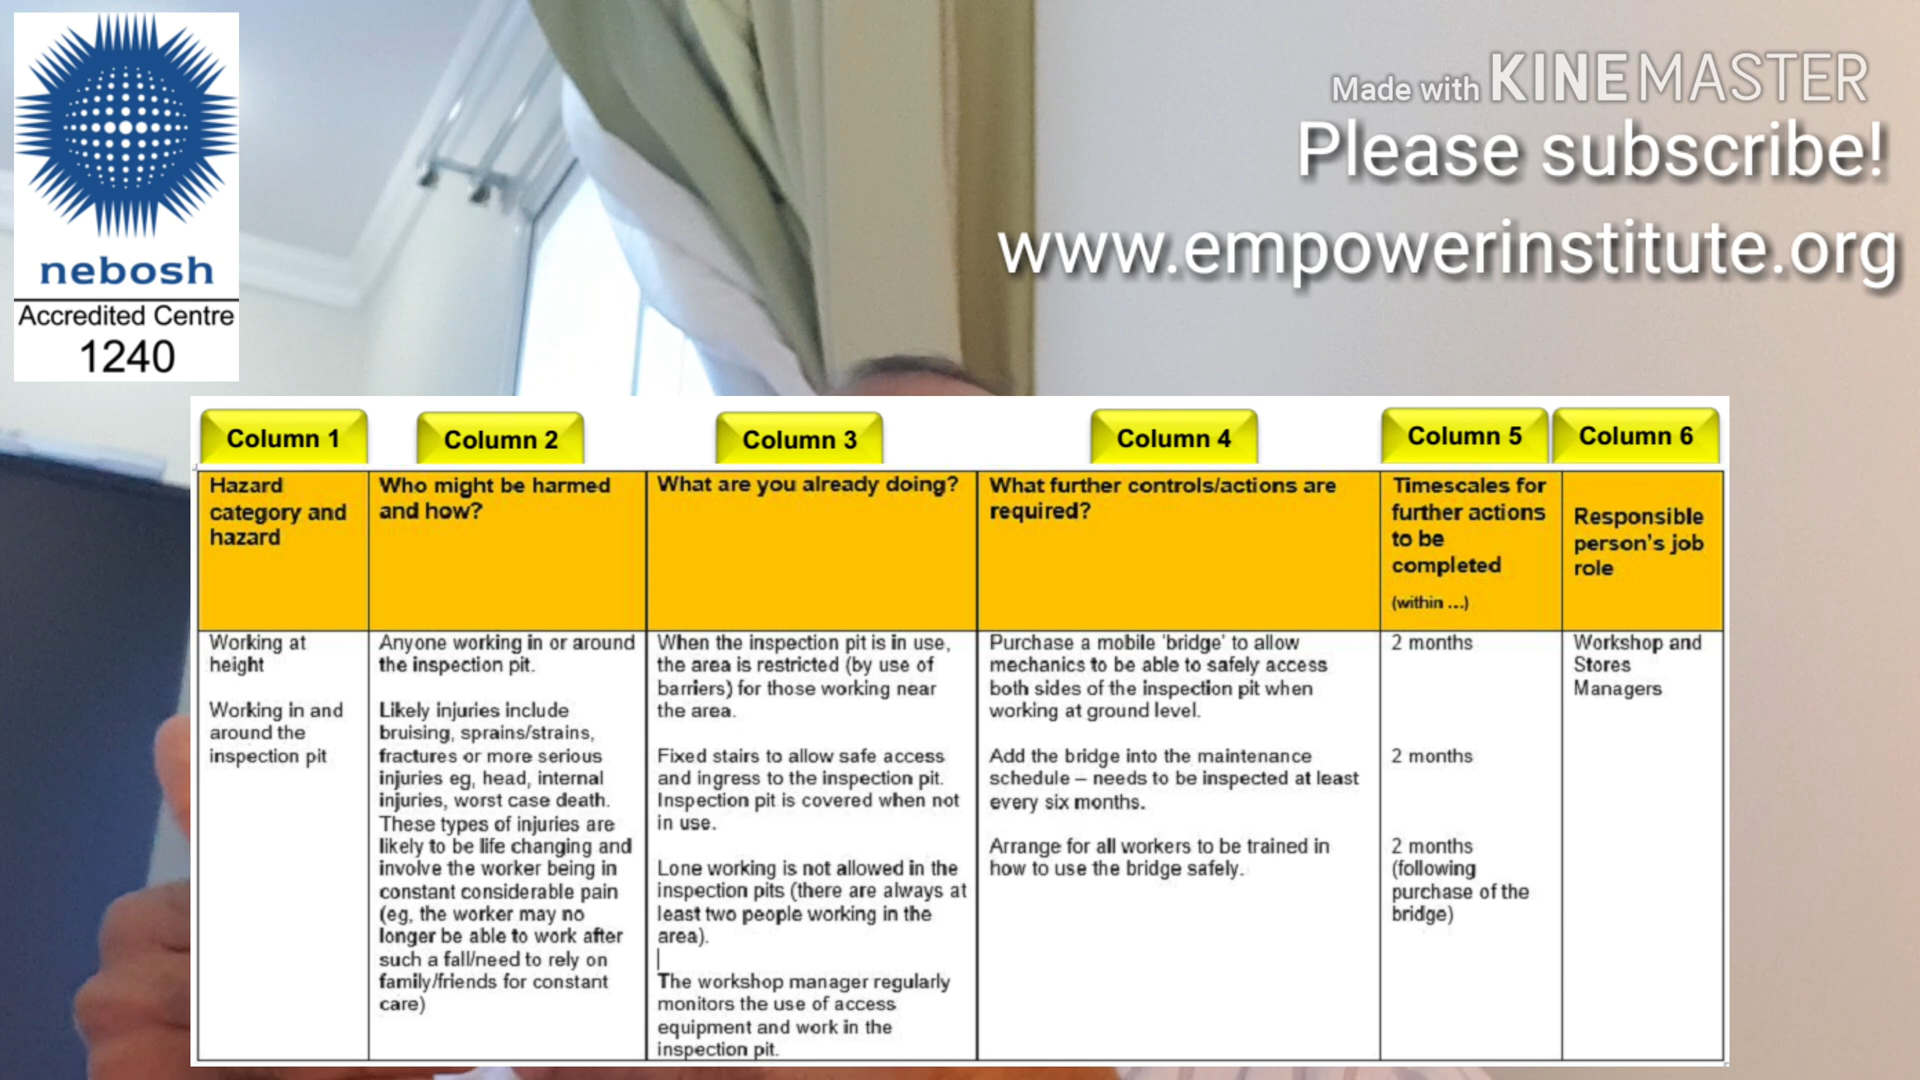 nebosh
Accredited Centre
1240
Made with KINEMASTER
Please subscribe!
www.empowerinstitute.org
Column 1
Column 2
Column 3
Column 4
Column 5
Column 6
Hazard
category and
hazard
Who might be harmed
and how?
What are you already doing?
What further controls/actions are
required?
Timescales for
further actions
to be
completed
(within ...)
Responsible
person's job
role
Working at
height
Working in and
around the
inspection pit
Anyone working in or around
the inspection pit.
Likely injuries include
bruising, sprains/strains,
fractures or more serious
injuries eg, head, internal
injuries, worst case death.
These types of injuries are
likely to be life changing and
involve the worker being in
constant considerable pain
(eg, the worker may no
longer be able to work after
such a fall/need to rely on
family/friends for constant
care)
When the inspection pit is in use,
the area is restricted (by use of
barriers) for those working near
the area.
Fixed stairs to allow safe access
and ingress to the inspection pit.
Inspection pit is covered when not
in use.
Lone working is not allowed in the
inspection pits (there are always at
least two people working in the
area).
The workshop manager regularly
monitors the use of access
equipment and work in the
inspection pit.
Purchase a mobile 'bridge' to allow
mechanics to be able to safely access
both sides of the inspection pit when
working at ground level.
Add the bridge into the maintenance
schedule – needs to be inspected at least
every six months.
Arrange for all workers to be trained in
how to use the bridge safely.
2 months
2 months
2 months
(following
purchase of the
bridge)
Workshop and
Stores
Managers